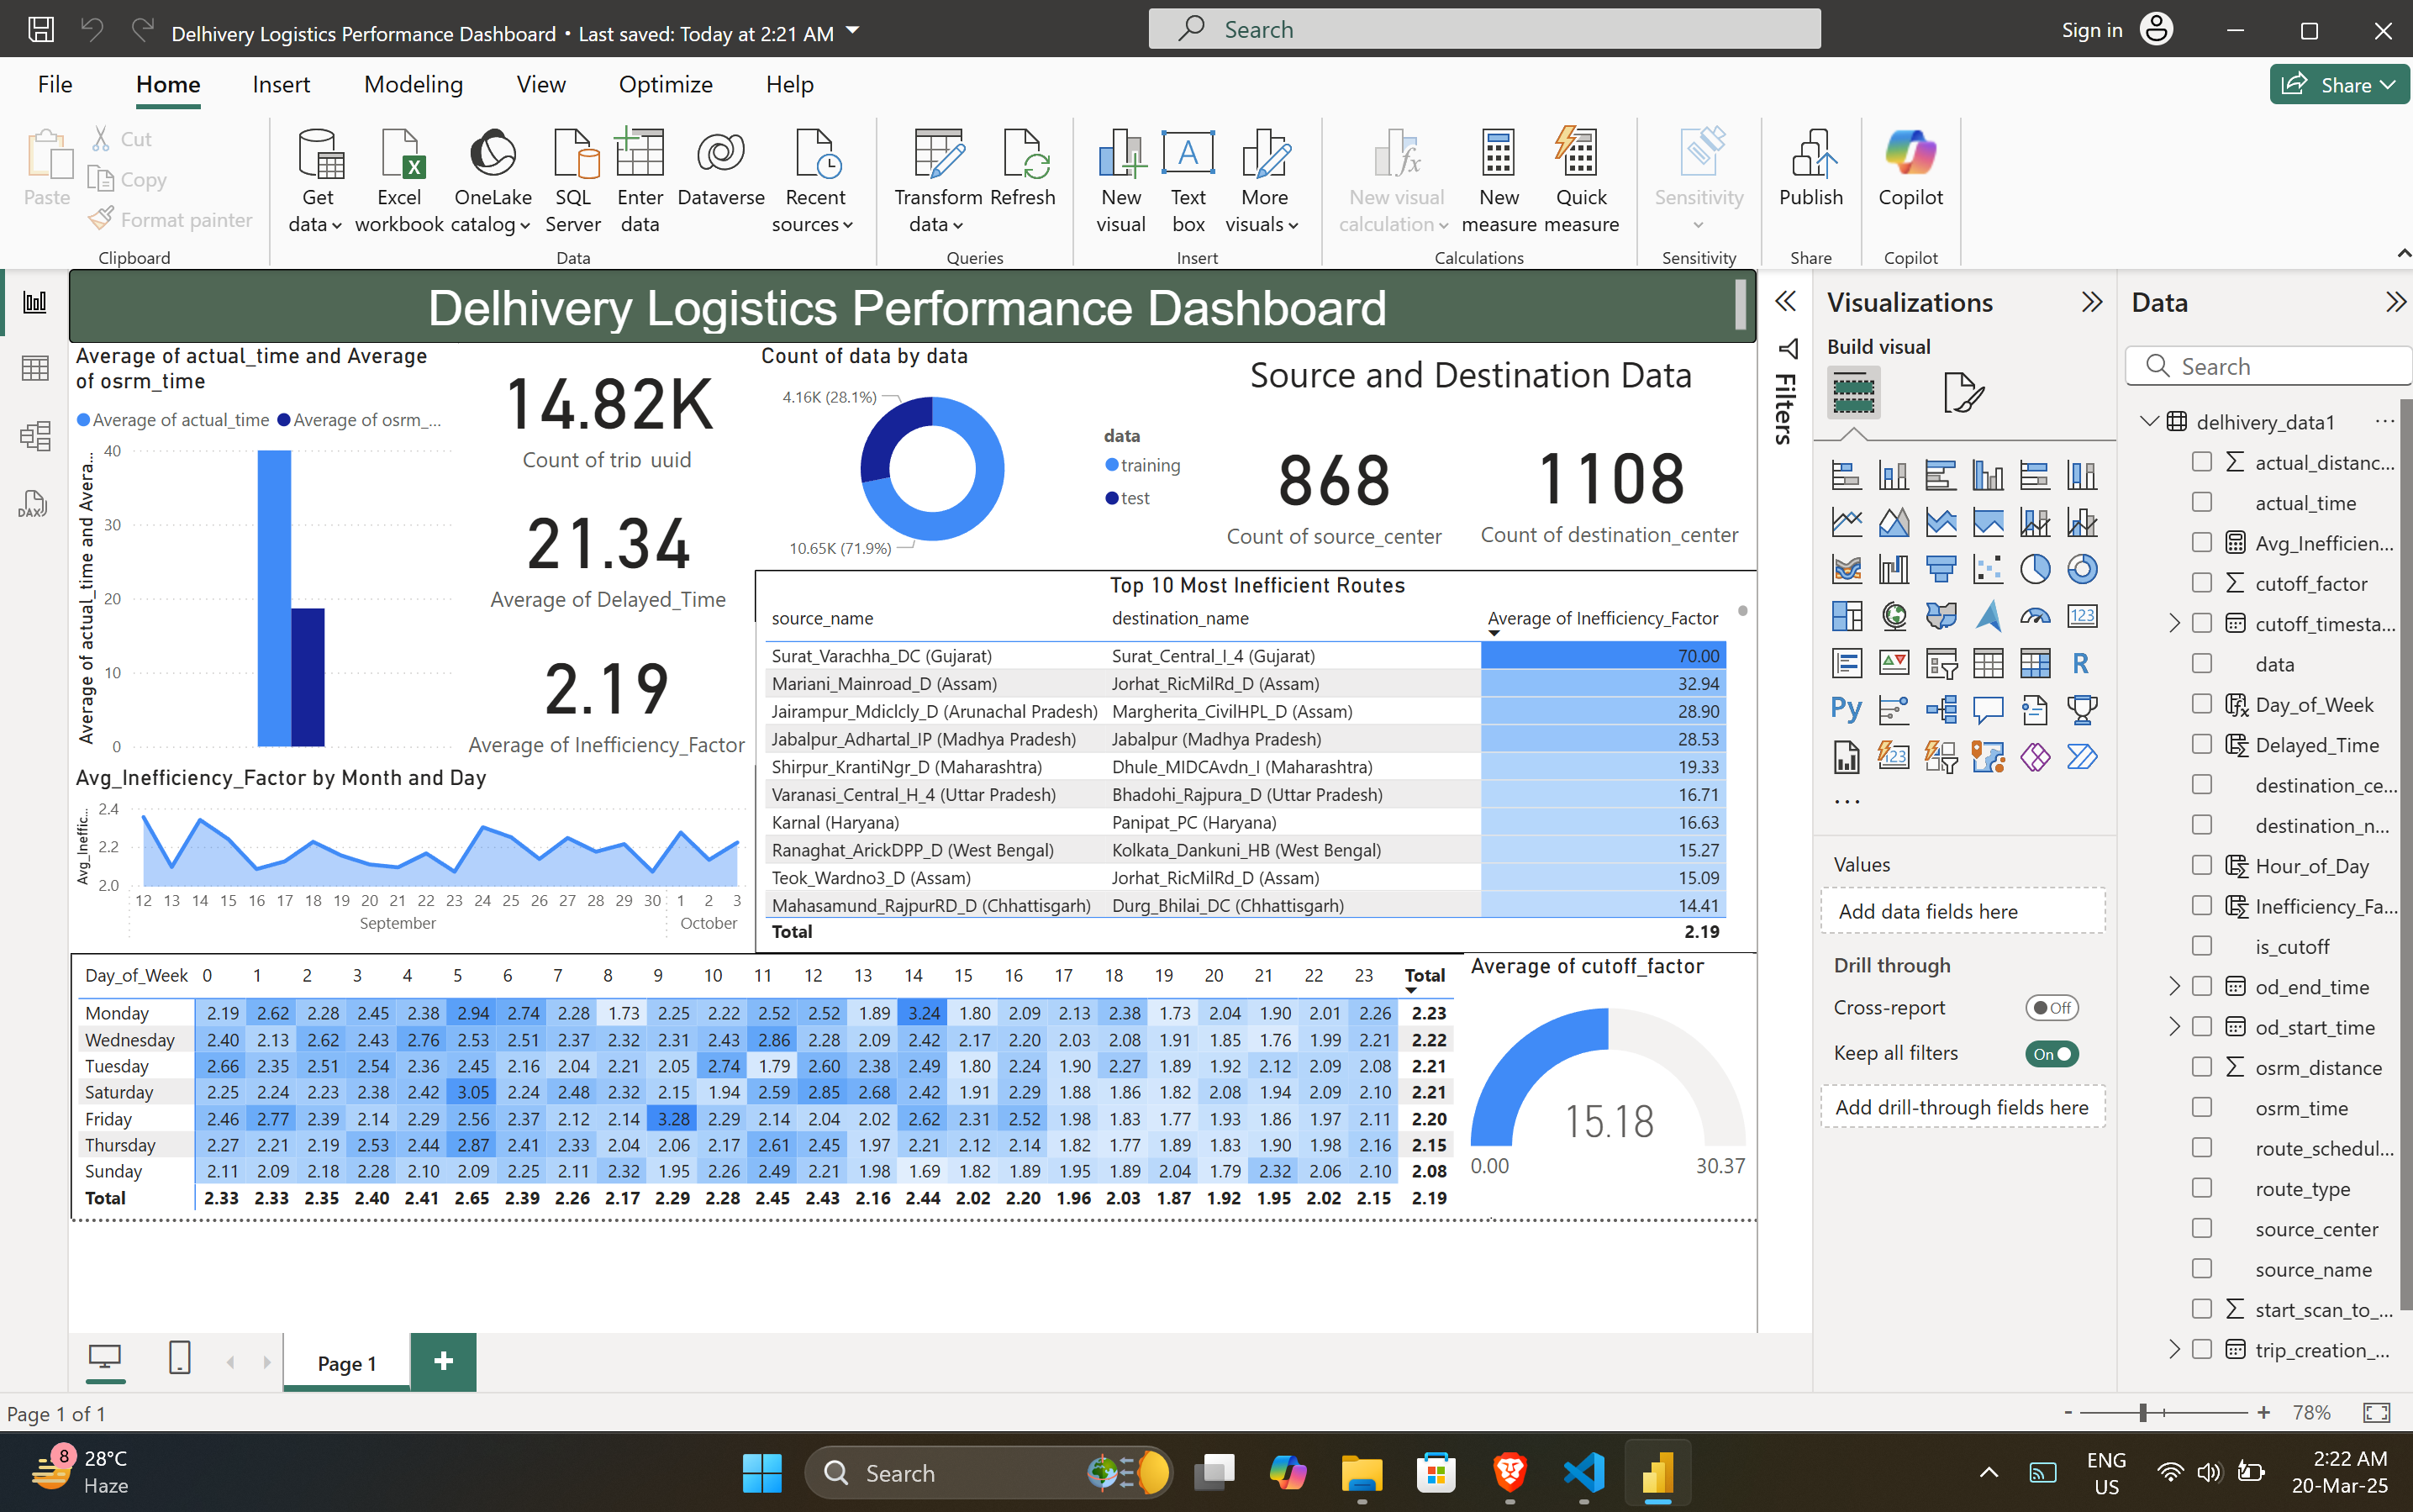 Delhivery Logistics Performance Dashboard • Last saved: Today at 2:21 AM
Search
Sign in
File Home Insert Modeling View Optimize Help
Share
Paste
Cut
Copy
Format painter
Clipboard
Get data
Excel workbook
OneLake catalog
SQL Server
Enter data
Dataverse
Recent sources
Data
Transform data
Refresh
Queries
New visual
Text box
More visuals
Insert
New visual calculation
New measure
Quick measure
Calculations
Sensitivity
Sensitivity
Publish
Share
Copilot
Copilot
Delhivery Logistics Performance Dashboard
Average of actual_time and Average
of osrm_time
Average of actual_time Average of osrm_...
Average of actual_time and Avera...
40
30
20
10
0
14.82K
Count of trip_uuid
21.34
Average of Delayed_Time
2.19
Average of Inefficiency_Factor
Count of data by data
4.16K (28.1%)
10.65K (71.9%)
data
training
test
Source and Destination Data
868
Count of source_center
1108
Count of destination_center
Top 10 Most Inefficient Routes
source_name destination_name Average of Inefficiency_Factor
Surat_Varachha_DC (Gujarat) Surat_Central_I_4 (Gujarat) 70.00
Mariani_Mainroad_D (Assam) Jorhat_RicMilRd_D (Assam) 32.94
Jairampur_Mdiclcly_D (Arunachal Pradesh) Margherita_CivilHPL_D (Assam) 28.90
Jabalpur_Adhartal_IP (Madhya Pradesh) Jabalpur (Madhya Pradesh) 28.53
Shirpur_KrantiNgr_D (Maharashtra) Dhule_MIDCAvdn_I (Maharashtra) 19.33
Varanasi_Central_H_4 (Uttar Pradesh) Bhadohi_Rajpura_D (Uttar Pradesh) 16.71
Karnal (Haryana) Panipat_PC (Haryana) 16.63
Ranaghat_ArickDPP_D (West Bengal) Kolkata_Dankuni_HB (West Bengal) 15.27
Teok_Wardno3_D (Assam) Jorhat_RicMilRd_D (Assam) 15.09
Mahasamund_RajpurRD_D (Chhattisgarh) Durg_Bhilai_DC (Chhattisgarh) 14.41
Total 2.19
Avg_Inefficiency_Factor by Month and Day
Avg_Ineffic...
2.4
2.2
2.0
12 13 14 15 16 17 18 19 20 21 22 23 24 25 26 27 28 29 30 1 2 3
September October
Day_of_Week 0 1 2 3 4 5 6 7 8 9 10 11 12 13 14 15 16 17 18 19 20 21 22 23 Total
Monday 2.19 2.62 2.28 2.45 2.38 2.94 2.74 2.28 1.73 2.25 2.22 2.52 2.52 1.89 3.24 1.80 2.09 2.13 2.38 1.73 2.04 1.90 2.01 2.26 2.23
Wednesday 2.40 2.13 2.62 2.43 2.76 2.53 2.51 2.37 2.32 2.31 2.43 2.86 2.28 2.09 2.42 2.17 2.20 2.03 2.08 1.91 1.85 1.76 1.99 2.21 2.22
Tuesday 2.66 2.35 2.51 2.54 2.36 2.45 2.16 2.04 2.21 2.05 2.74 1.79 2.60 2.38 2.49 1.80 2.24 1.90 2.27 1.89 1.92 2.12 2.09 2.08 2.21
Saturday 2.25 2.24 2.23 2.38 2.42 3.05 2.24 2.48 2.32 2.15 1.94 2.59 2.85 2.68 2.42 1.91 2.29 1.88 1.86 1.82 2.08 1.94 2.09 2.10 2.21
Friday 2.46 2.77 2.39 2.14 2.29 2.56 2.37 2.12 2.14 3.28 2.29 2.14 2.04 2.02 2.62 2.31 2.52 1.98 1.83 1.77 1.93 1.86 1.97 2.11 2.20
Thursday 2.27 2.21 2.19 2.53 2.44 2.87 2.41 2.33 2.04 2.06 2.17 2.61 2.45 1.97 2.21 2.12 2.14 1.82 1.77 1.89 1.83 1.90 1.98 2.16 2.15
Sunday 2.11 2.09 2.18 2.28 2.10 2.09 2.25 2.11 2.32 1.95 2.26 2.49 2.21 1.98 1.69 1.82 1.89 1.95 1.89 2.04 1.79 2.32 2.06 2.10 2.08
Total 2.33 2.33 2.35 2.40 2.41 2.65 2.39 2.26 2.17 2.29 2.28 2.45 2.43 2.16 2.44 2.02 2.20 1.96 2.03 1.87 1.92 1.95 2.02 2.15 2.19
Average of cutoff_factor
15.18
0.00 30.37
Filters
Visualizations
Build visual
123
R
Py
123
...
Values
Add data fields here
Drill through
Cross-report Off
Keep all filters On
Add drill-through fields here
Data
Search
delhivery_data1 ...
actual_distanc...
actual_time
Avg_Inefficien...
cutoff_factor
cutoff_timesta...
data
Day_of_Week
Delayed_Time
destination_ce...
destination_n...
Hour_of_Day
Inefficiency_Fa...
is_cutoff
od_end_time
od_start_time
osrm_distance
osrm_time
route_schedul...
route_type
source_center
source_name
start_scan_to_...
trip_creation_...
DAX
Page 1
+
Page 1 of 1
- + 78%
8
28°C
Haze
Search
ENG
US
2:22 AM
20-Mar-25